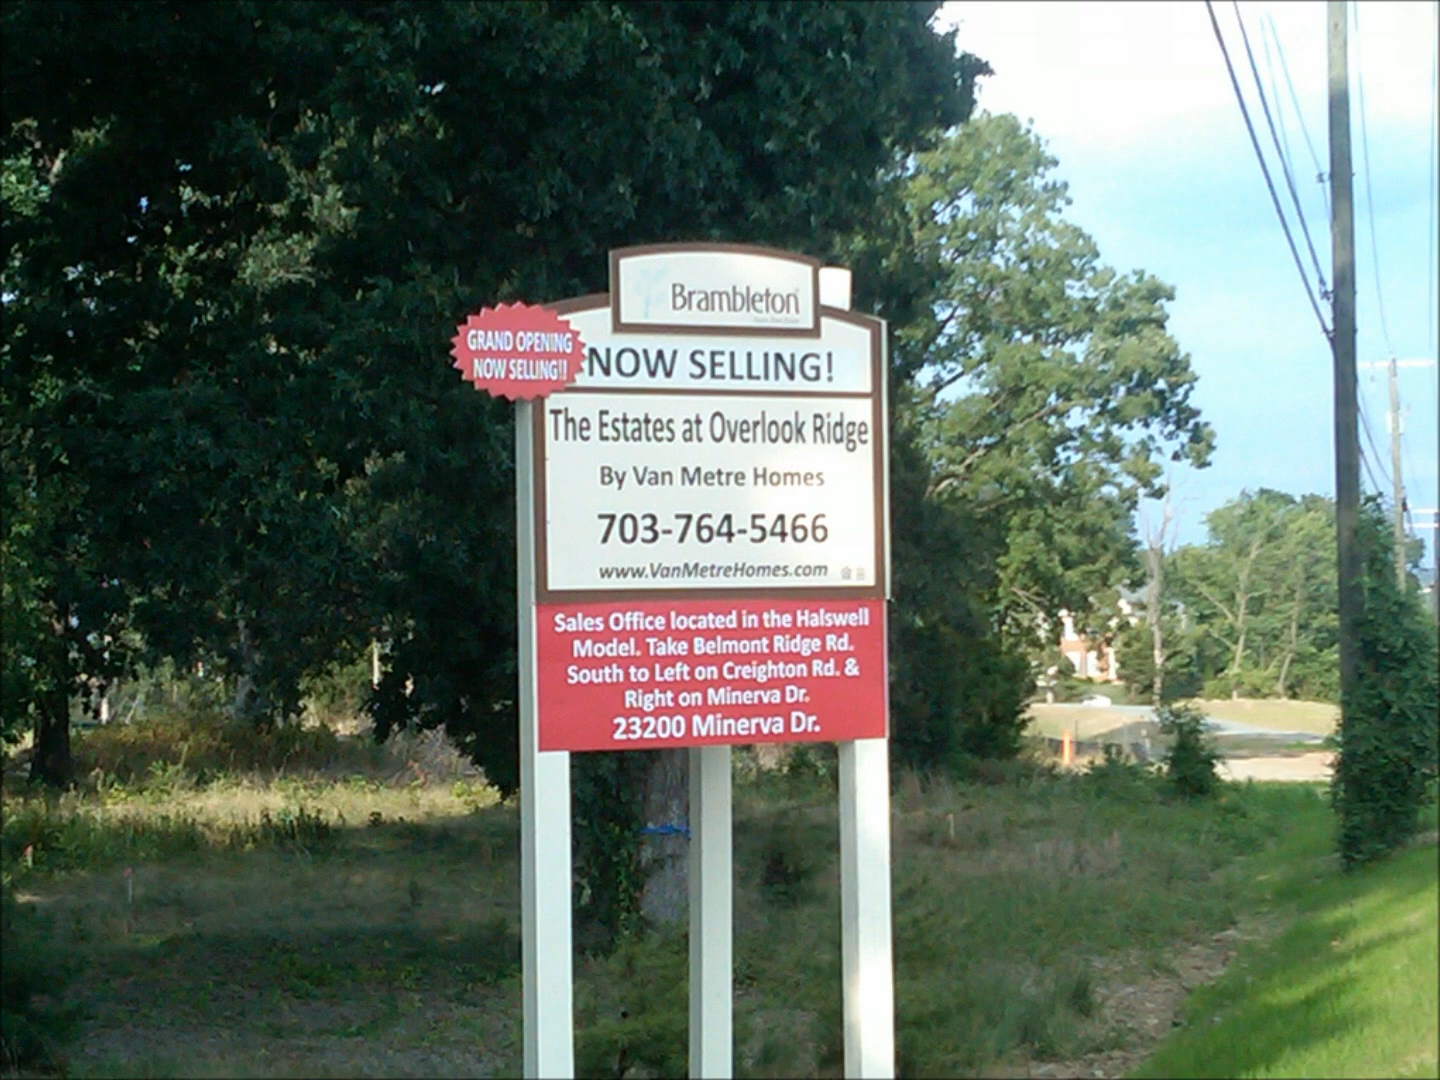 Brambleton
GRAND OPENING
NOW SELLING!!
NOW SELLING!
The Estates at Overlook Ridge
By Van Metre Homes
703-764-5466
www.VanMetreHomes.com
Sales Office located in the Halswell
Model. Take Belmont Ridge Rd.
South to Left on Creighton Rd. &
Right on Minerva Dr.
23200 Minerva Dr.